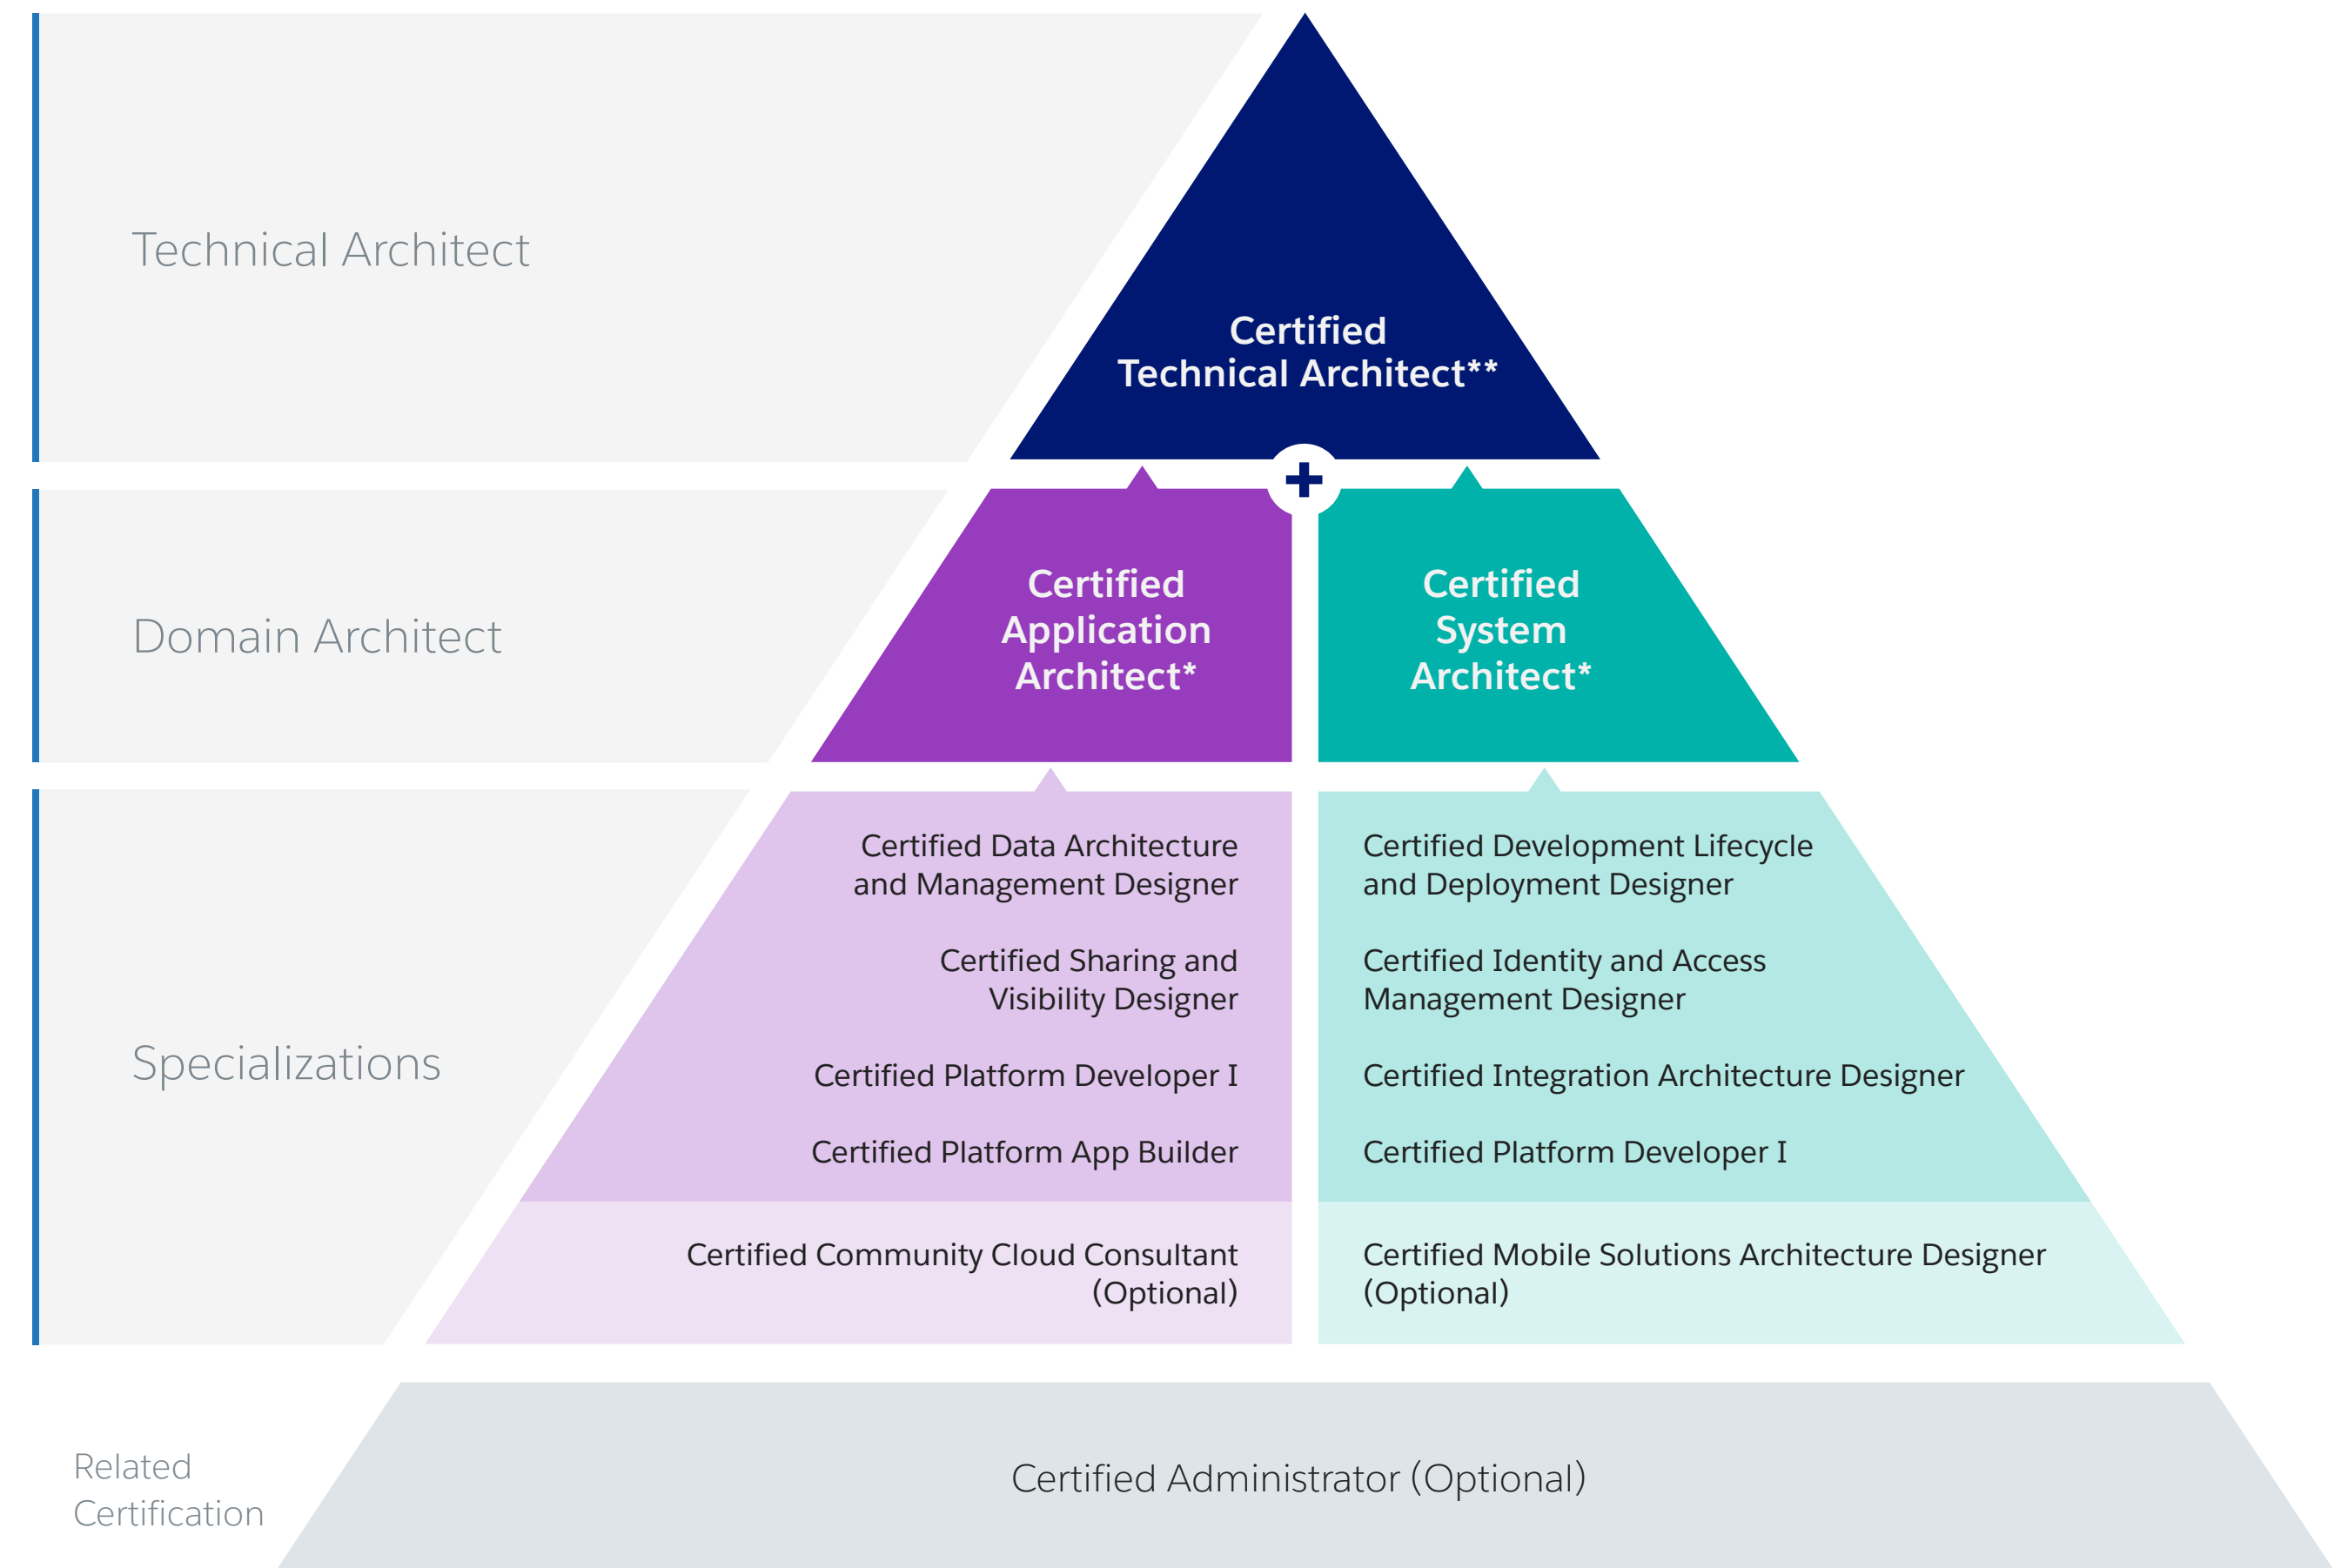 Technical Architect
Certified
Technical Architect**
+
Domain Architect
Certified
Application
Architect*
Certified
System
Architect*
Specializations
Certified Data Architecture
and Management Designer
Certified Sharing and
Visibility Designer
Certified Platform Developer I
Certified Platform App Builder
Certified Community Cloud Consultant
(Optional)
Certified Development Lifecycle
and Deployment Designer
Certified Identity and Access
Management Designer
Certified Integration Architecture Designer
Certified Platform Developer I
Certified Mobile Solutions Architecture Designer
(Optional)
Related
Certification
Certified Administrator (Optional)